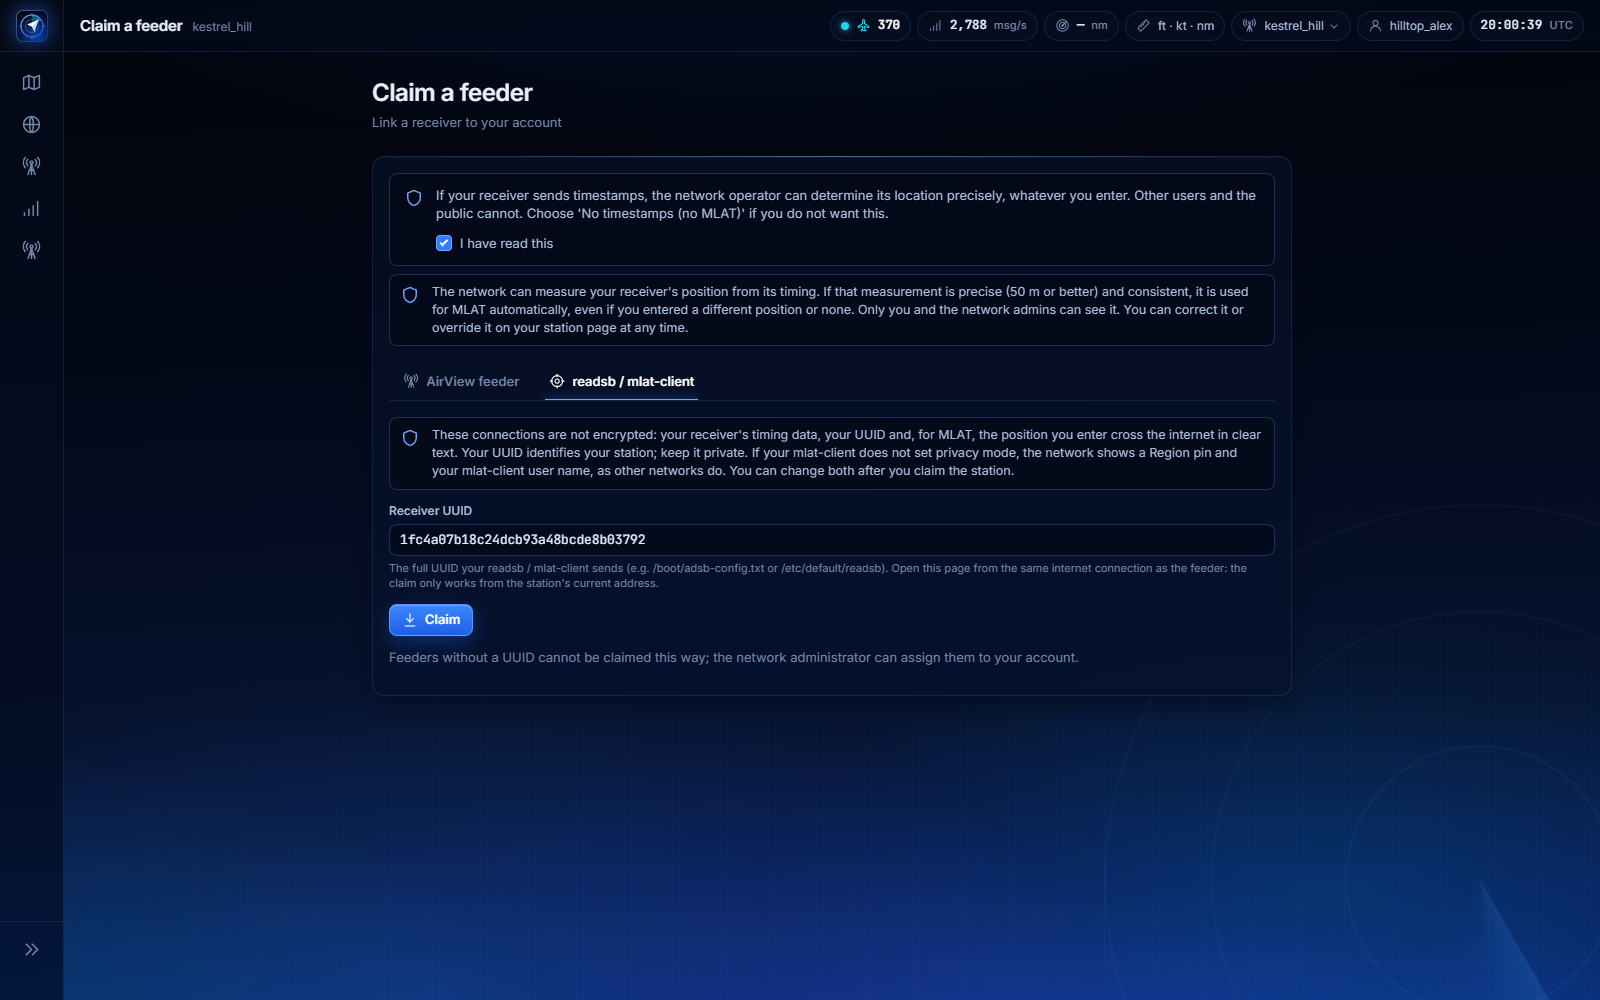 Claim a feeder kestrel_hill
370
2,788 msg/s
– nm
ft · kt · nm
kestrel_hill
hilltop_alex
20:00:39 UTC
Claim a feeder
Link a receiver to your account
If your receiver sends timestamps, the network operator can determine its location precisely, whatever you enter. Other users and the
public cannot. Choose 'No timestamps (no MLAT)' if you do not want this.
I have read this
The network can measure your receiver's position from its timing. If that measurement is precise (50 m or better) and consistent, it is used
for MLAT automatically, even if you entered a different position or none. Only you and the network admins can see it. You can correct it or
override it on your station page at any time.
AirView feeder
readsb / mlat-client
These connections are not encrypted: your receiver's timing data, your UUID and, for MLAT, the position you enter cross the internet in clear
text. Your UUID identifies your station; keep it private. If your mlat-client does not set privacy mode, the network shows a Region pin and
your mlat-client user name, as other networks do. You can change both after you claim the station.
Receiver UUID
1fc4a07b18c24dcb93a48bcde8b03792
The full UUID your readsb / mlat-client sends (e.g. /boot/adsb-config.txt or /etc/default/readsb). Open this page from the same internet connection as the feeder: the
claim only works from the station's current address.
Claim
Feeders without a UUID cannot be claimed this way; the network administrator can assign them to your account.